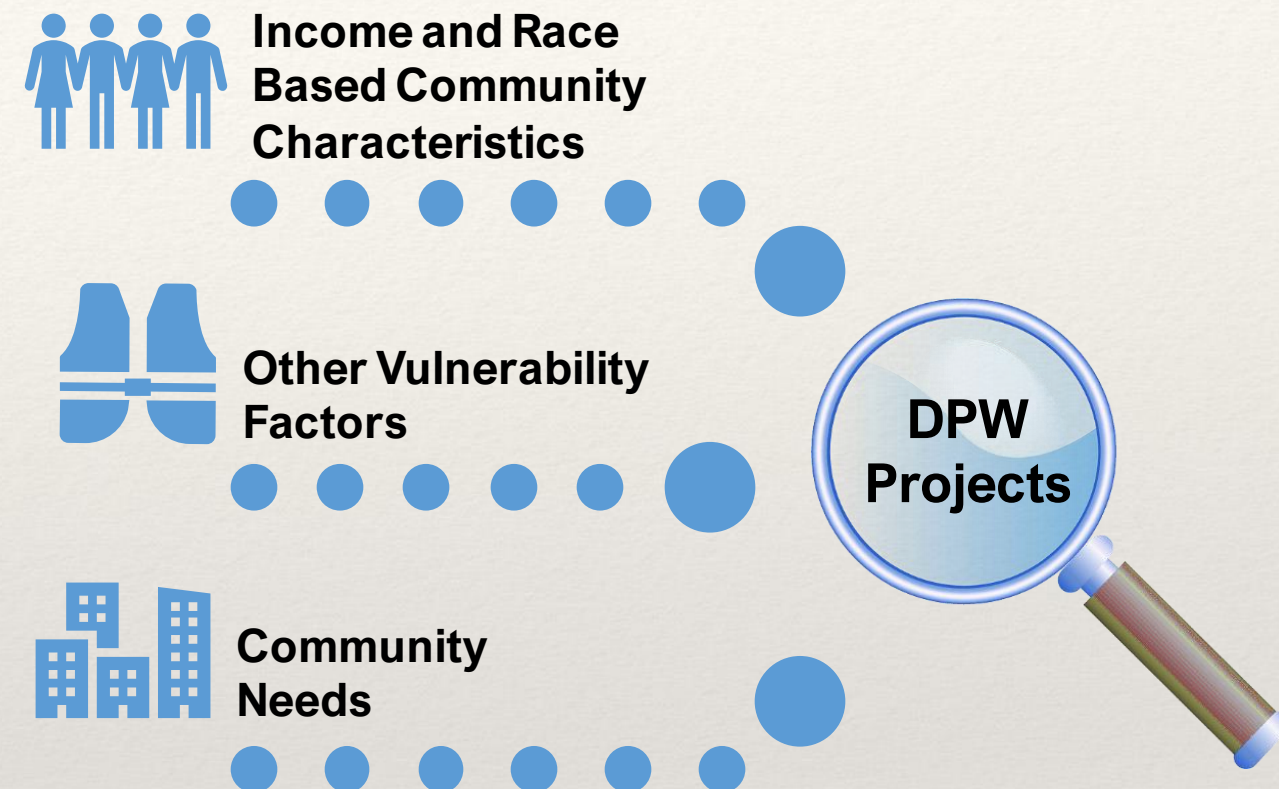 Income and Race
Based Community
Characteristics
Other Vulnerability
Factors
DPW
Projects
Community
Needs